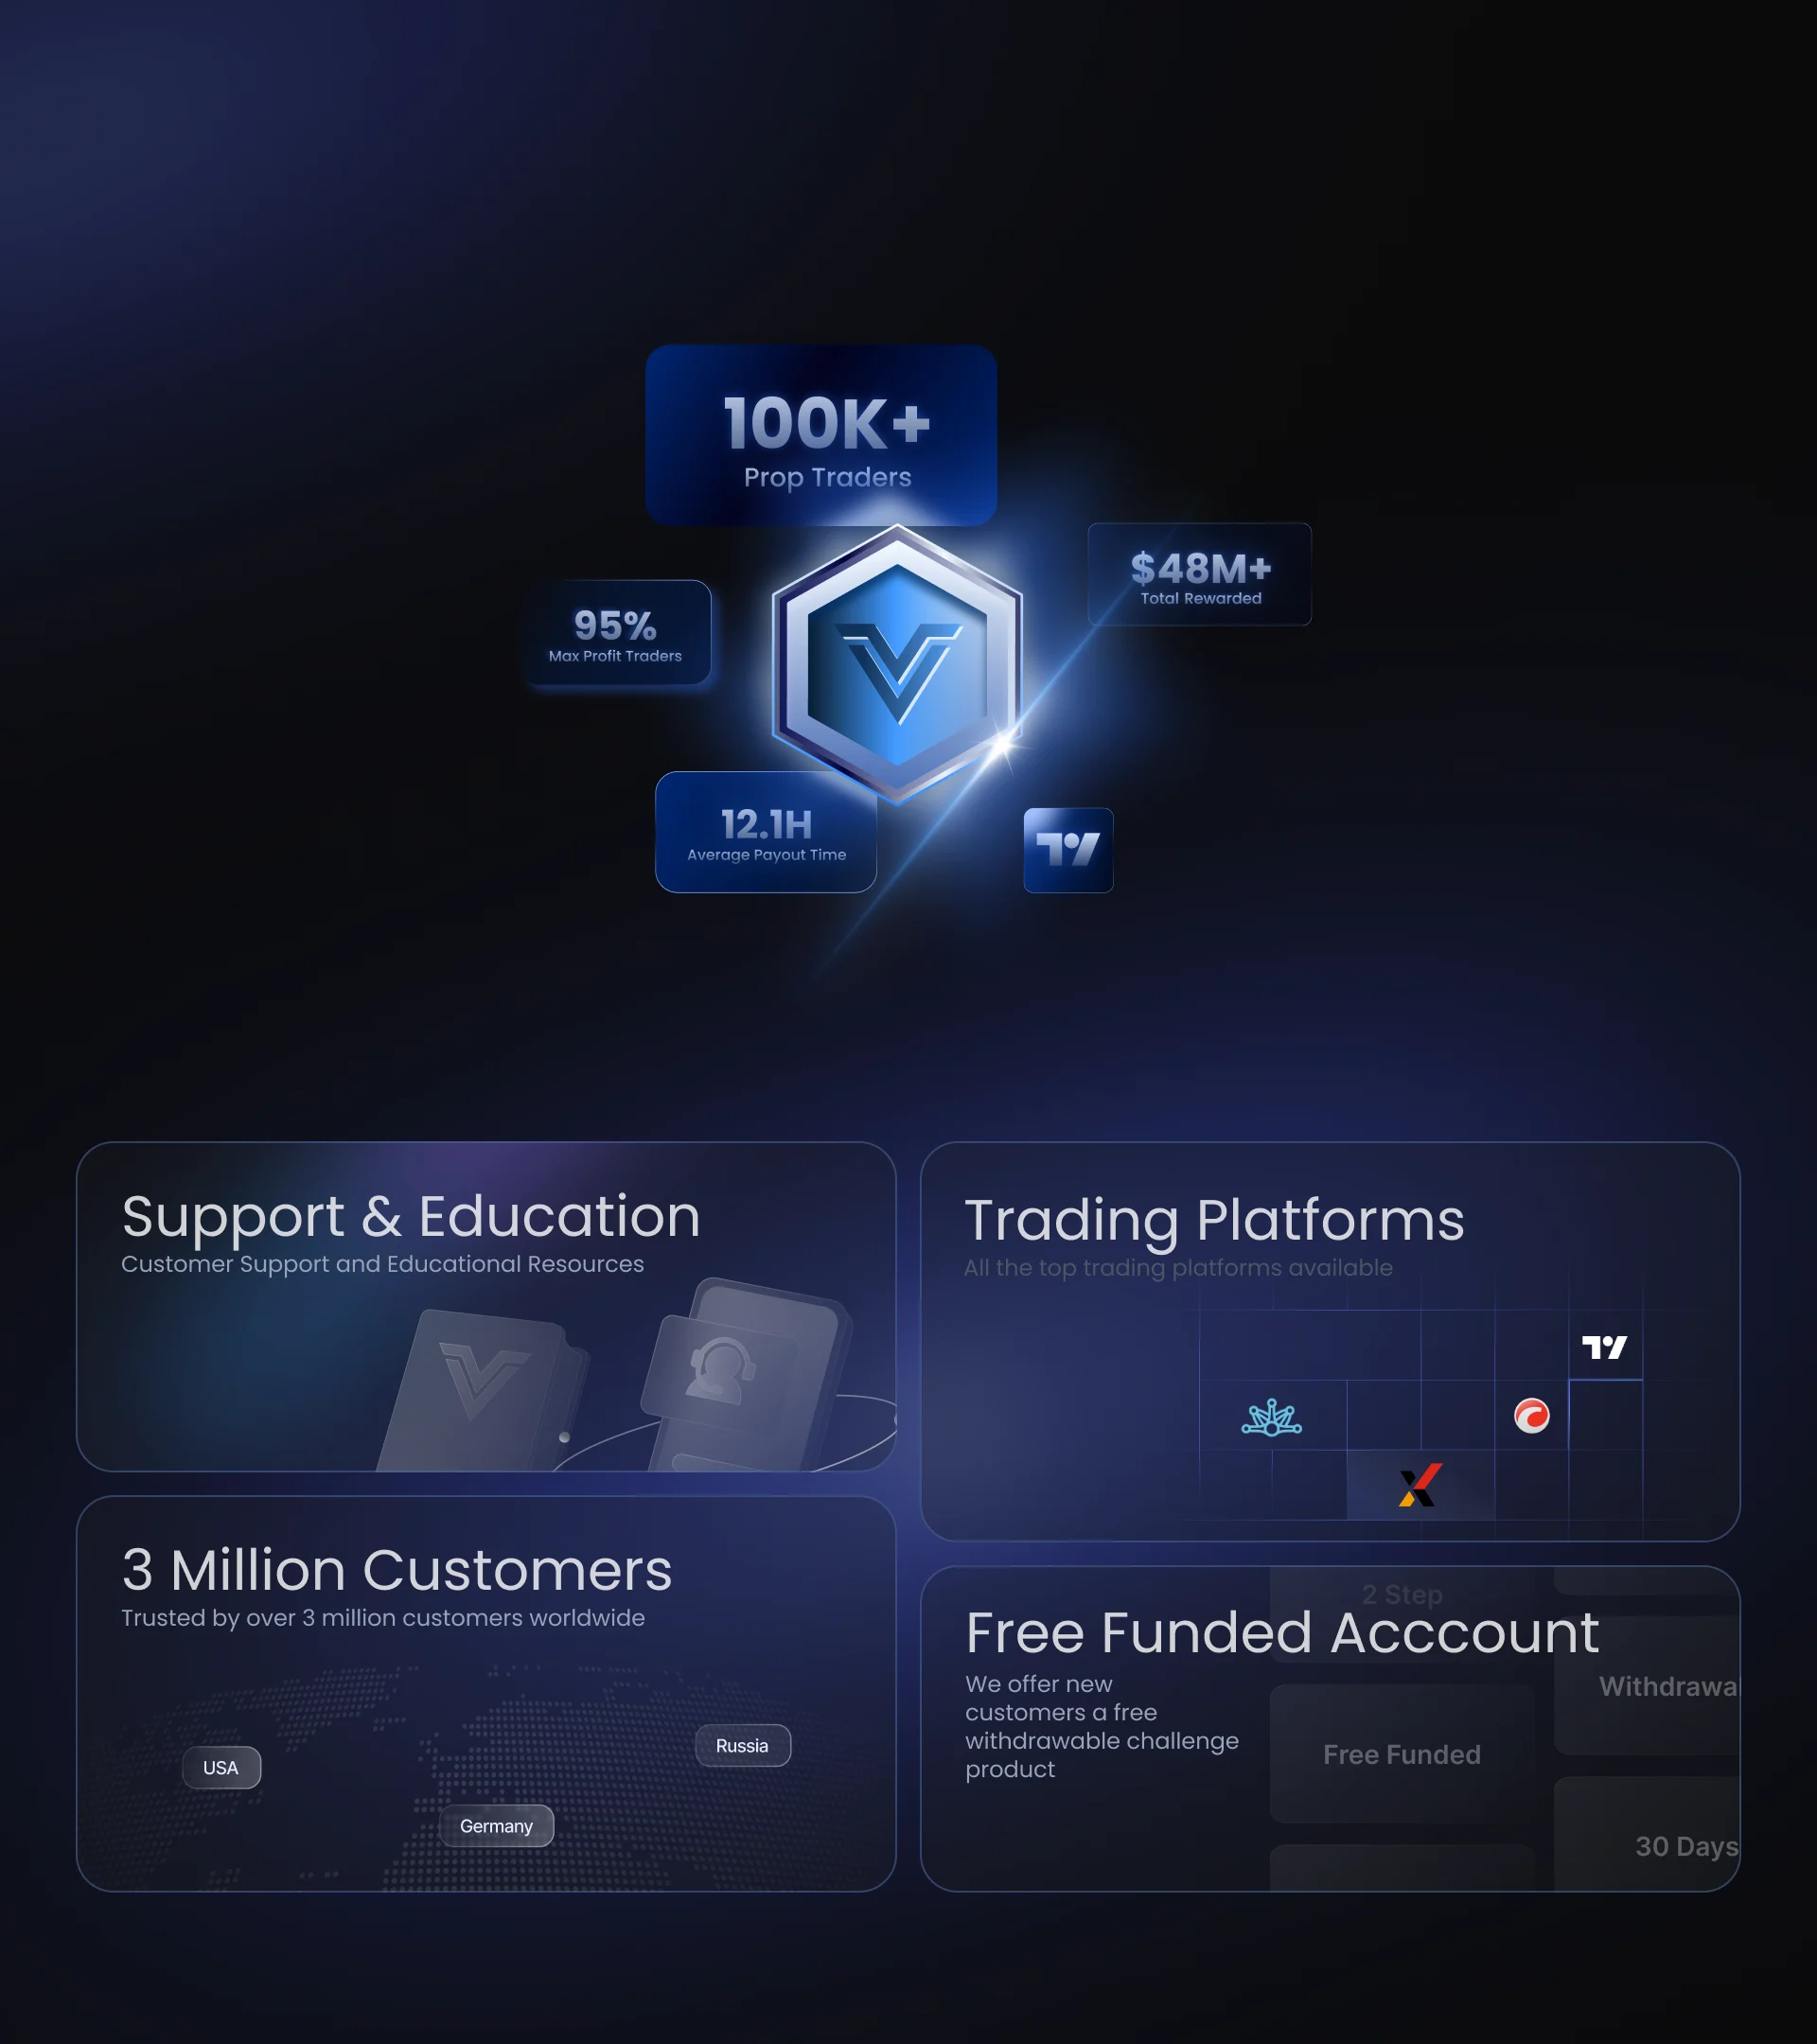 100K+
Prop Traders
$48M+
Total Rewarded
95%
Max Profit Traders
12.1H
Average Payout Time
Support & Education
Customer Support and Educational Resources
Trading Platforms
All the top trading platforms available
3 Million Customers
Trusted by over 3 million customers worldwide
USA
Russia
Germany
2 Step
Free Funded Acccount
We offer new
customers a free
withdrawable challenge
product
Withdrawal
Free Funded
30 Days